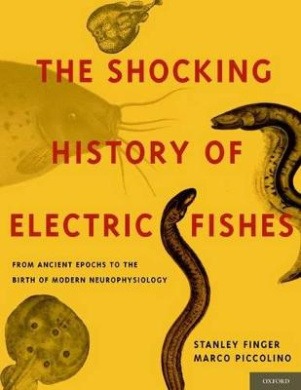 THE SHOCKING
HISTORY OF
ELECTRIC FISHES
FROM ANCIENT EPOCHS TO THE
BIRTH OF MODERN NEUROPHYSIOLOGY
STANLEY FINGER
MARCO PICCOLINO
OXFORD